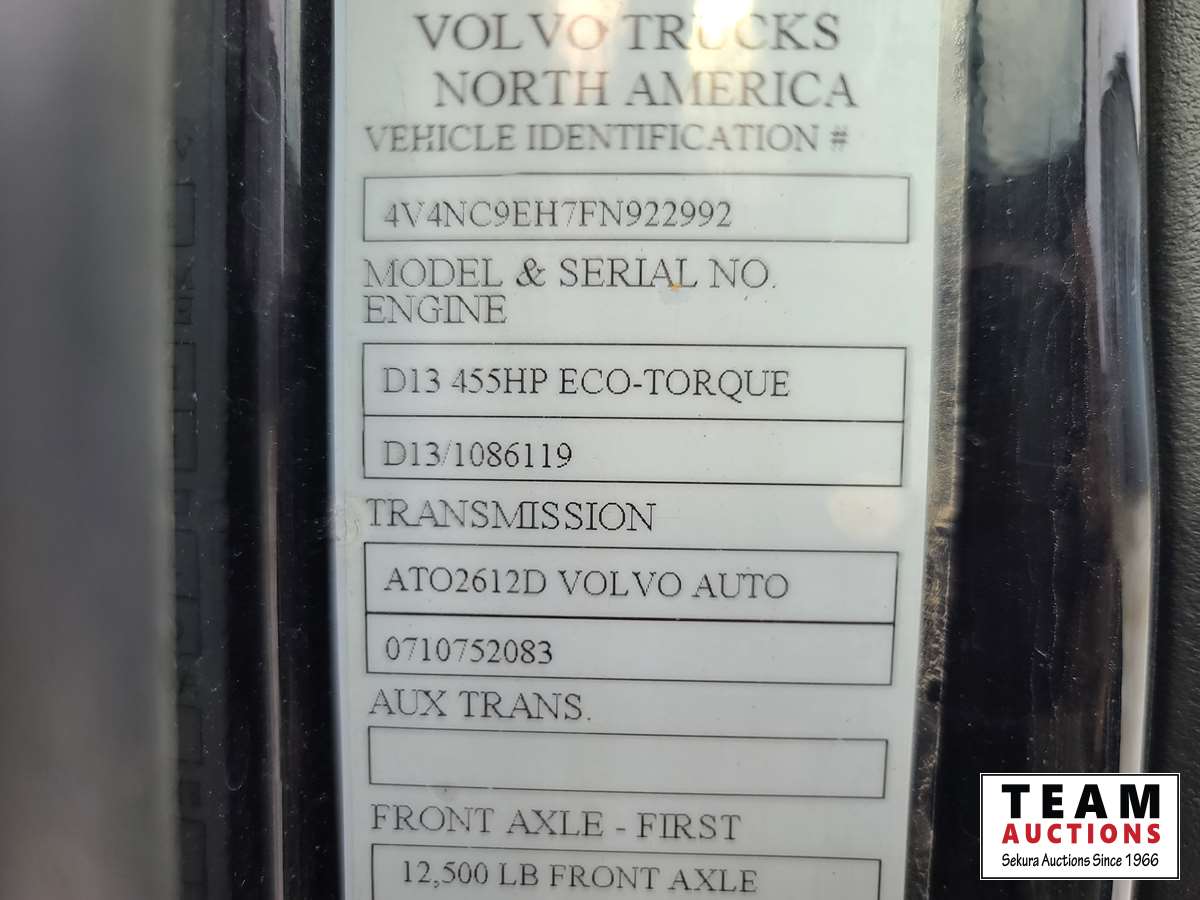 VOLVO TRUCKS
NORTH AMERICA
VEHICLE IDENTIFICATION #
4V4NC9EH7FN922992
MODEL & SERIAL NO.
ENGINE
D13 455HP ECO-TORQUE
D13/1086119
TRANSMISSION
ATO2612D VOLVO AUTO
0710752083
AUX TRANS.
FRONT AXLE - FIRST
12,500 LB FRONT AXLE
TEAM
AUCTIONS
Sekura Auctions Since 1966